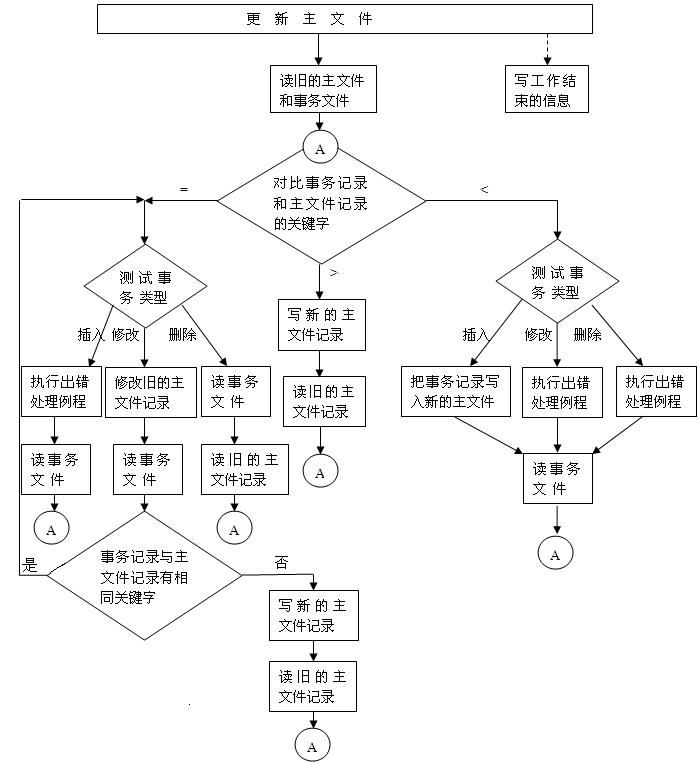 更 新 主 文 件
读旧的主文件
和事务文件
写工作结
束的信息
A
对比事务记录
和主文件记录
的关键字
=
<
>
测试事
务 类型
测试事
务 类型
写新的主
文件记录
插入 修改 删除
插入 修改 删除
执行出错
处理例程
修改旧的主
文件记录
读事务
文 件
读旧的主
文件记录
把事务记录写
入新的主文件
执行出错
处理例程
执行出错
处理例程
读事务
文 件
读事务
文 件
读旧的主
文件记录
A
读事务
文 件
A
A
A
事务记录与主
文件记录有相
同关键字
是
否
写新的主
文件记录
读旧的主
文件记录
A